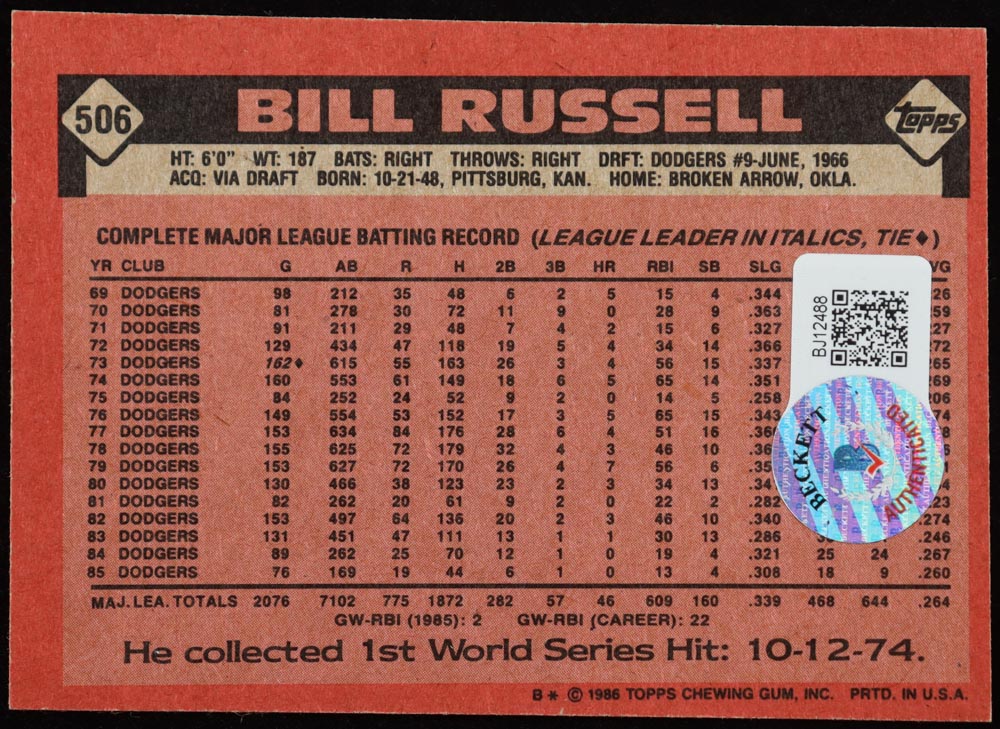 506 BILL RUSSELL Topps
HT: 6'0" WT: 187 BATS: RIGHT THROWS: RIGHT DRFT: DODGERS #9-JUNE, 1966
ACQ: VIA DRAFT BORN: 10-21-48, PITTSBURG, KAN. HOME: BROKEN ARROW, OKLA.
COMPLETE MAJOR LEAGUE BATTING RECORD (LEAGUE LEADER IN ITALICS, TIE♦)
YR CLUB G AB R H 2B 3B HR RBI SB SLG VG
69 DODGERS 98 212 35 48 6 2 5 15 4 .344 26
70 DODGERS 81 278 30 72 11 9 0 28 9 .363 59
71 DODGERS 91 211 29 48 7 4 2 15 6 .327 27
72 DODGERS 129 434 47 118 19 5 4 34 14 .366 72
73 DODGERS 162♦ 615 55 163 26 3 4 56 15 .337 65
74 DODGERS 160 553 61 149 18 6 5 65 14 .351 69
75 DODGERS 84 252 24 52 9 2 0 14 5 .258 06
76 DODGERS 149 554 53 152 17 3 5 65 15 .343 74
77 DODGERS 153 634 84 176 28 6 4 51 16 .36 8
78 DODGERS 155 625 72 179 32 4 3 46 10 .36
79 DODGERS 153 627 72 170 26 4 7 56 6 .35
80 DODGERS 130 466 38 123 23 2 3 34 13 .34
81 DODGERS 82 262 20 61 9 2 0 22 2 .282
82 DODGERS 153 497 64 136 20 2 3 46 10 .340 .274
83 DODGERS 131 451 47 111 13 1 1 30 13 .286 .246
84 DODGERS 89 262 25 70 12 1 0 19 4 .321 25 24 .267
85 DODGERS 76 169 19 44 6 1 0 13 4 .308 18 9 .260
MAJ. LEA. TOTALS 2076 7102 775 1872 282 57 46 609 160 .339 468 644 .264
GW-RBI (1985): 2 GW-RBI (CAREER): 22
He collected 1st World Series Hit: 10-12-74.
B* © 1986 TOPPS CHEWING GUM, INC. PRTD. IN U.S.A.
BJ12488
BECKETT
AUTHENTICATED